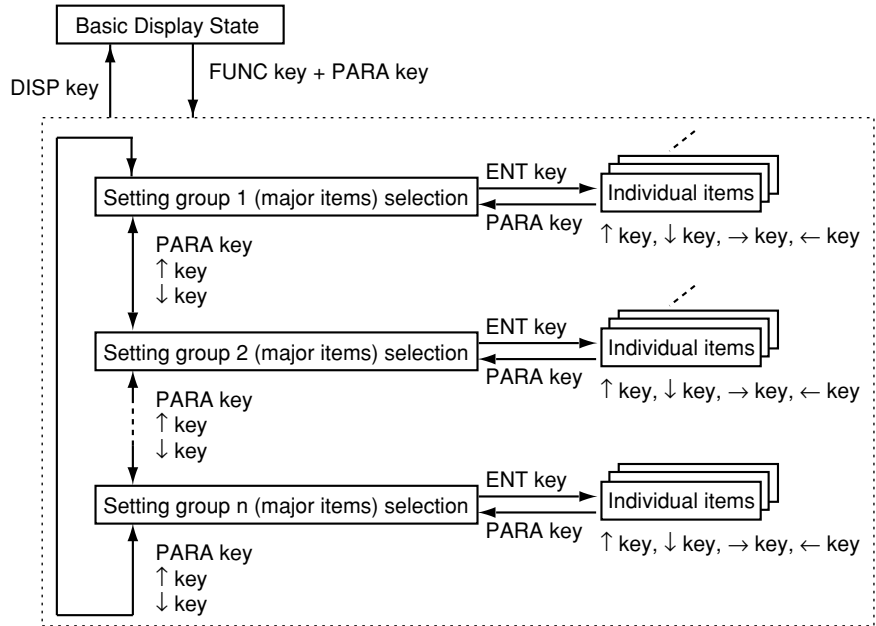 Basic Display State
FUNC key + PARA key
DISP key
Setting group 1 (major items) selection
ENT key
PARA key
Individual items
↑ key, ↓ key, → key, ← key
PARA key
↑ key
↓ key
Setting group 2 (major items) selection
ENT key
PARA key
Individual items
↑ key, ↓ key, → key, ← key
PARA key
↑ key
↓ key
Setting group n (major items) selection
ENT key
PARA key
Individual items
↑ key, ↓ key, → key, ← key
PARA key
↑ key
↓ key